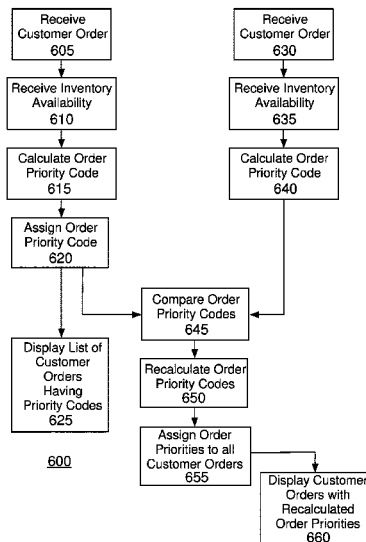 Receive
Customer Order
605
Receive Inventory
Availability
610
Calculate Order
Priority Code
615
Assign Order
Priority Code
620
Display List of
Customer
Orders
Having
Priority Codes
625
600
Receive
Customer Order
630
Receive Inventory
Availability
635
Calculate Order
Priority Code
640
Compare Order
Priority Codes
645
Recalculate Order
Priority Codes
650
Assign Order
Priorities to all
Customer Orders
655
Display Customer
Orders with
Recalculated
Order Priorities
660